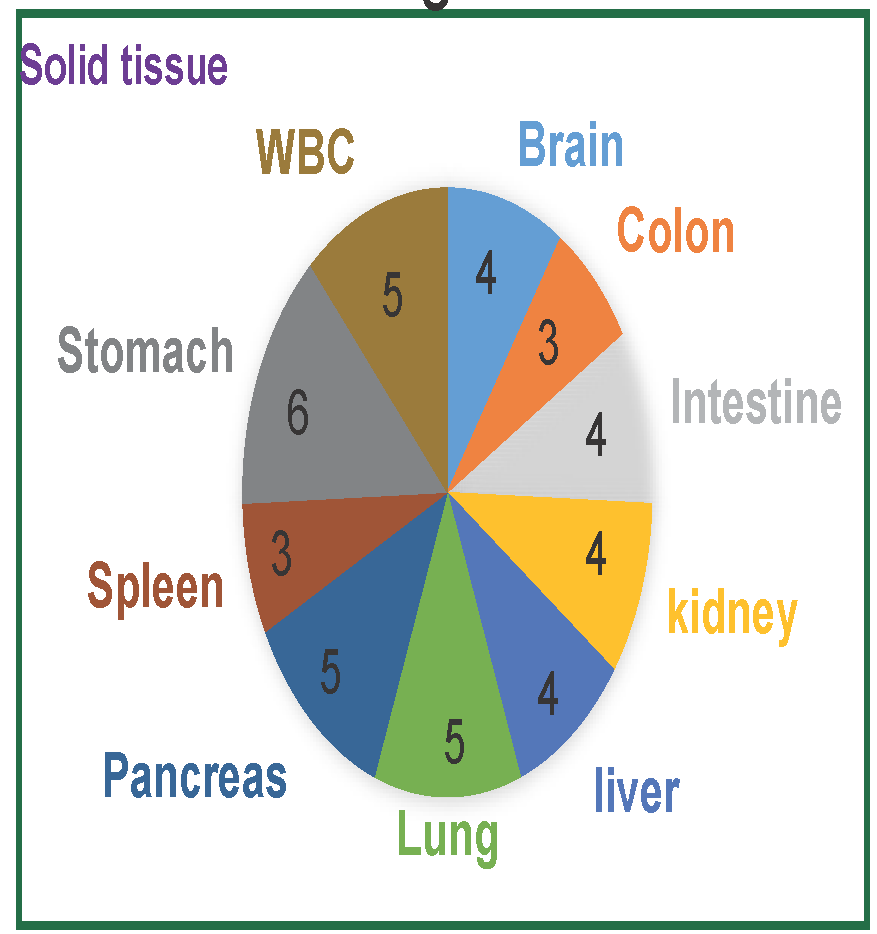 Solid tissue
WBC
Brain
Colon
4
5
3
Stomach
6
Intestine
4
3
4
Spleen
kidney
5
4
5
Pancreas
liver
Lung